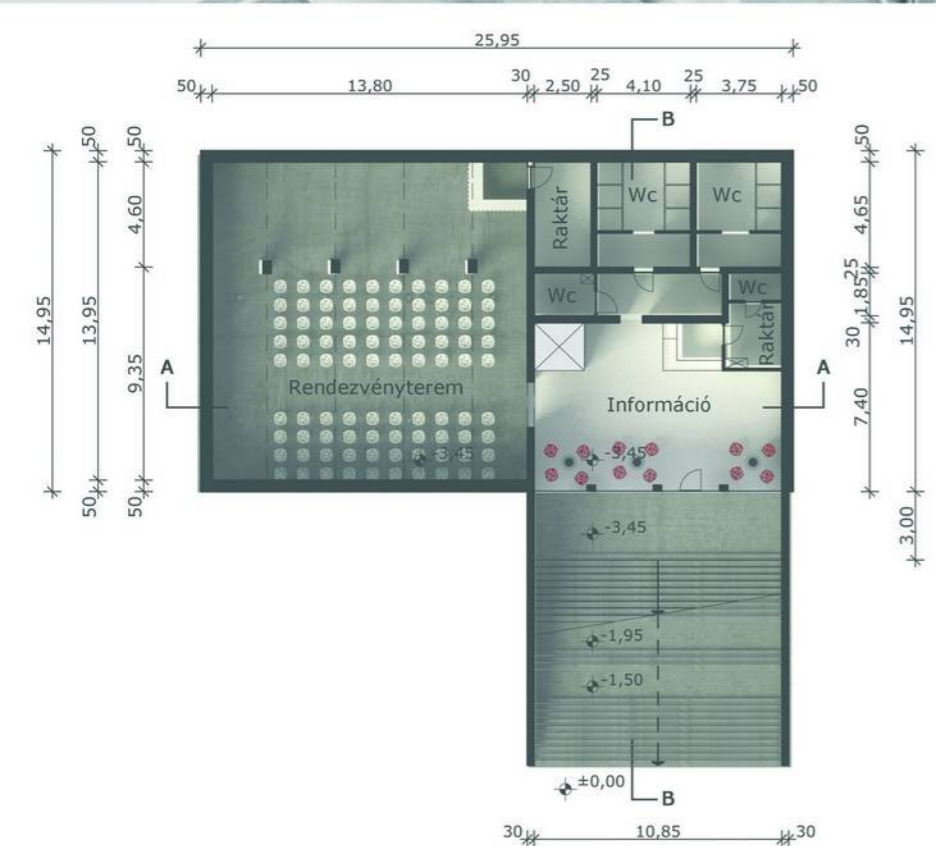 25,95
50 13,80 30 2,50 25 4,10 25 3,75 50
B
50 50 50 50
4,60 4,65
Raktár Wc Wc
25
Wc Wc
1,85
14,95 13,95 14,95
30
Raktár
9,35
A Rendezvényterem Információ A
7,40
-3,45 -3,45
50 50
-3,45
3,00
-1,95
-1,50
±0,00
B
30 10,85 30